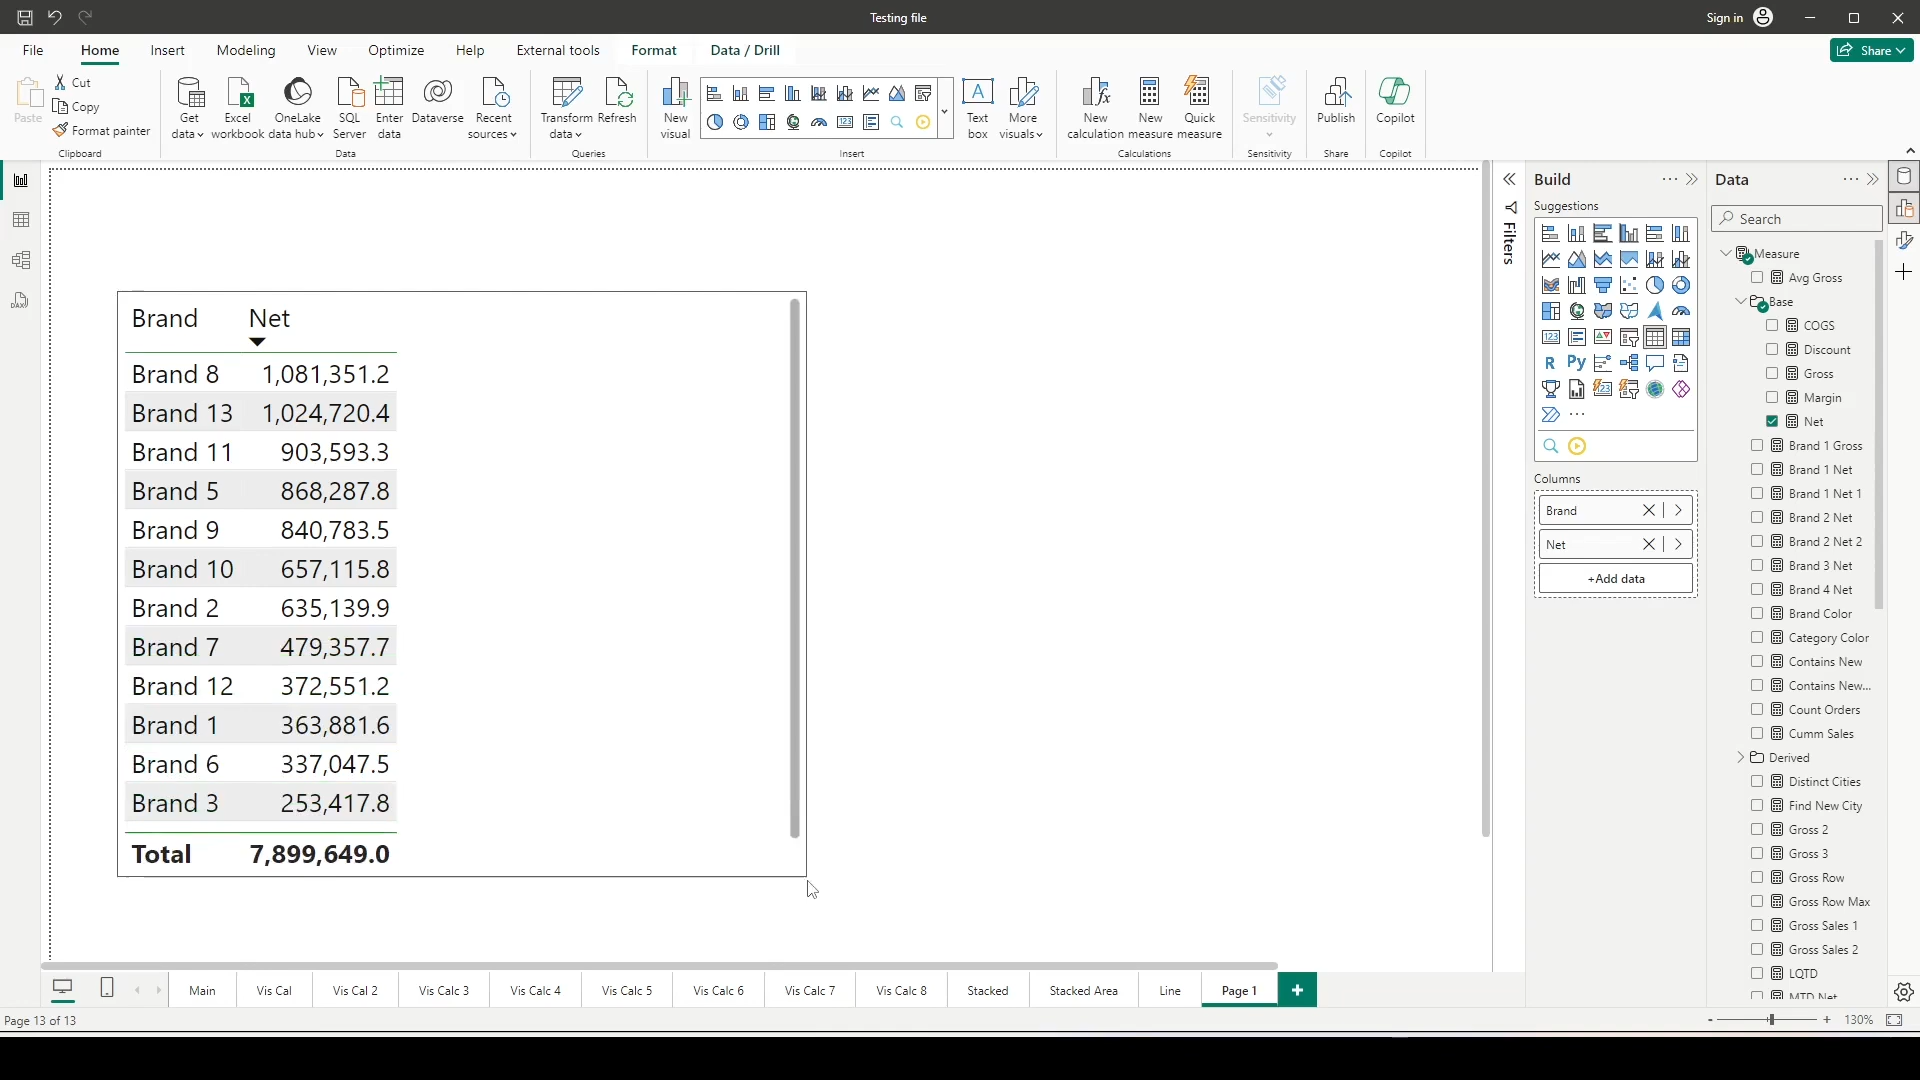 Testing file
Sign in
File Home Insert Modeling View Optimize Help External tools Format Data / Drill
Share
Paste
Cut
Copy
Format painter
Get data
Excel workbook
OneLake data hub
SQL Server
Enter data
Dataverse
Recent sources
Transform data
Refresh
New visual
Text box
More visuals
New calculation
New measure
Quick measure
Sensitivity
Publish
Copilot
Clipboard Data Queries Insert Calculations Sensitivity Share Copilot
Brand Net
Brand 8 1,081,351.2
Brand 13 1,024,720.4
Brand 11 903,593.3
Brand 5 868,287.8
Brand 9 840,783.5
Brand 10 657,115.8
Brand 2 635,139.9
Brand 7 479,357.7
Brand 12 372,551.2
Brand 1 363,881.6
Brand 6 337,047.5
Brand 3 253,417.8
Total 7,899,649.0
Filters
Build
Suggestions
R Py
Columns
Brand
Net
+Add data
Data
Search
Measure
Avg Gross
Base
COGS
Discount
Gross
Margin
Net
Brand 1 Gross
Brand 1 Net
Brand 1 Net 1
Brand 2 Net
Brand 2 Net 2
Brand 3 Net
Brand 4 Net
Brand Color
Category Color
Contains New
Contains New...
Count Orders
Cumm Sales
Derived
Distinct Cities
Find New City
Gross 2
Gross 3
Gross Row
Gross Row Max
Gross Sales 1
Gross Sales 2
LQTD
MTD Net
Main Vis Cal Vis Cal 2 Vis Calc 3 Vis Calc 4 Vis Calc 5 Vis Calc 6 Vis Calc 7 Vis Calc 8 Stacked Stacked Area Line Page 1
Page 13 of 13
130%